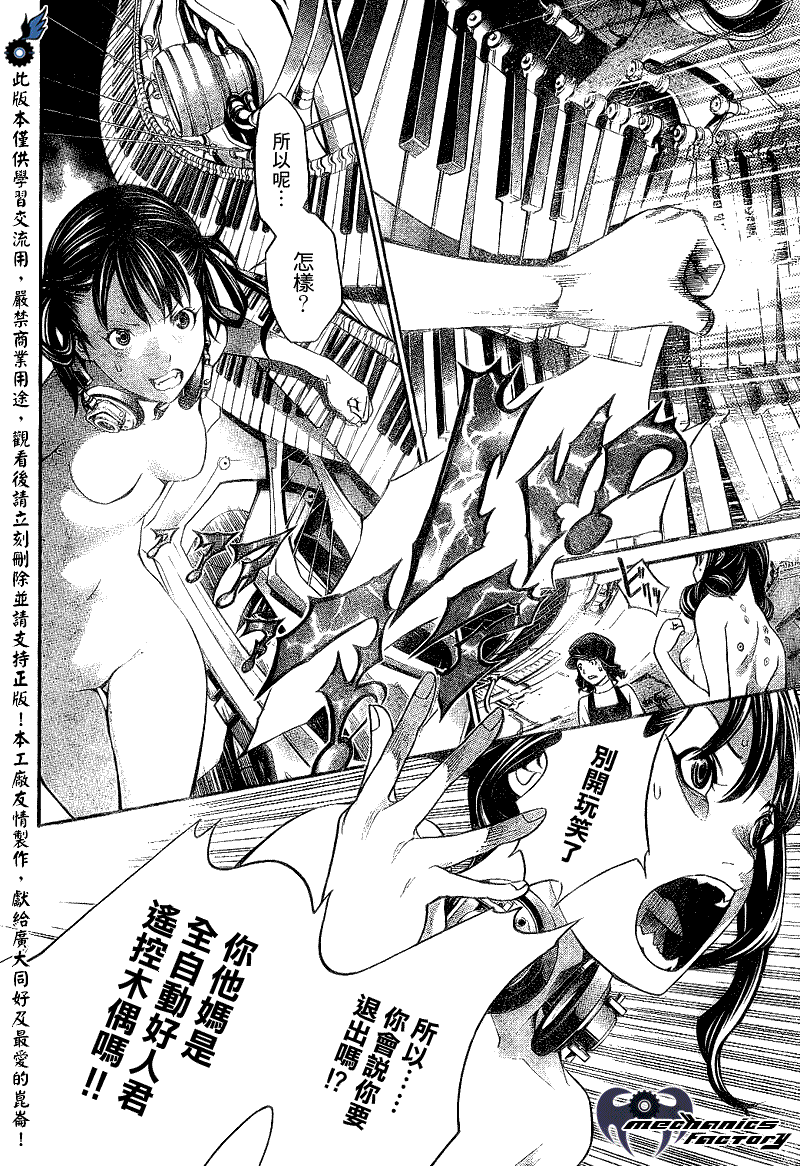 此版本僅供學習交流用，嚴禁商業用途，觀看後請立刻刪除並請支持正版！本工廠友情製作，獻給廣大同好及最愛的崑崙！
所以呢…
怎樣？
ビクッ
別開玩笑了
所以……
你會說你要
退出嗎!?
你他媽是
全自動好人君
遙控木偶嗎!!
mechanics
factory